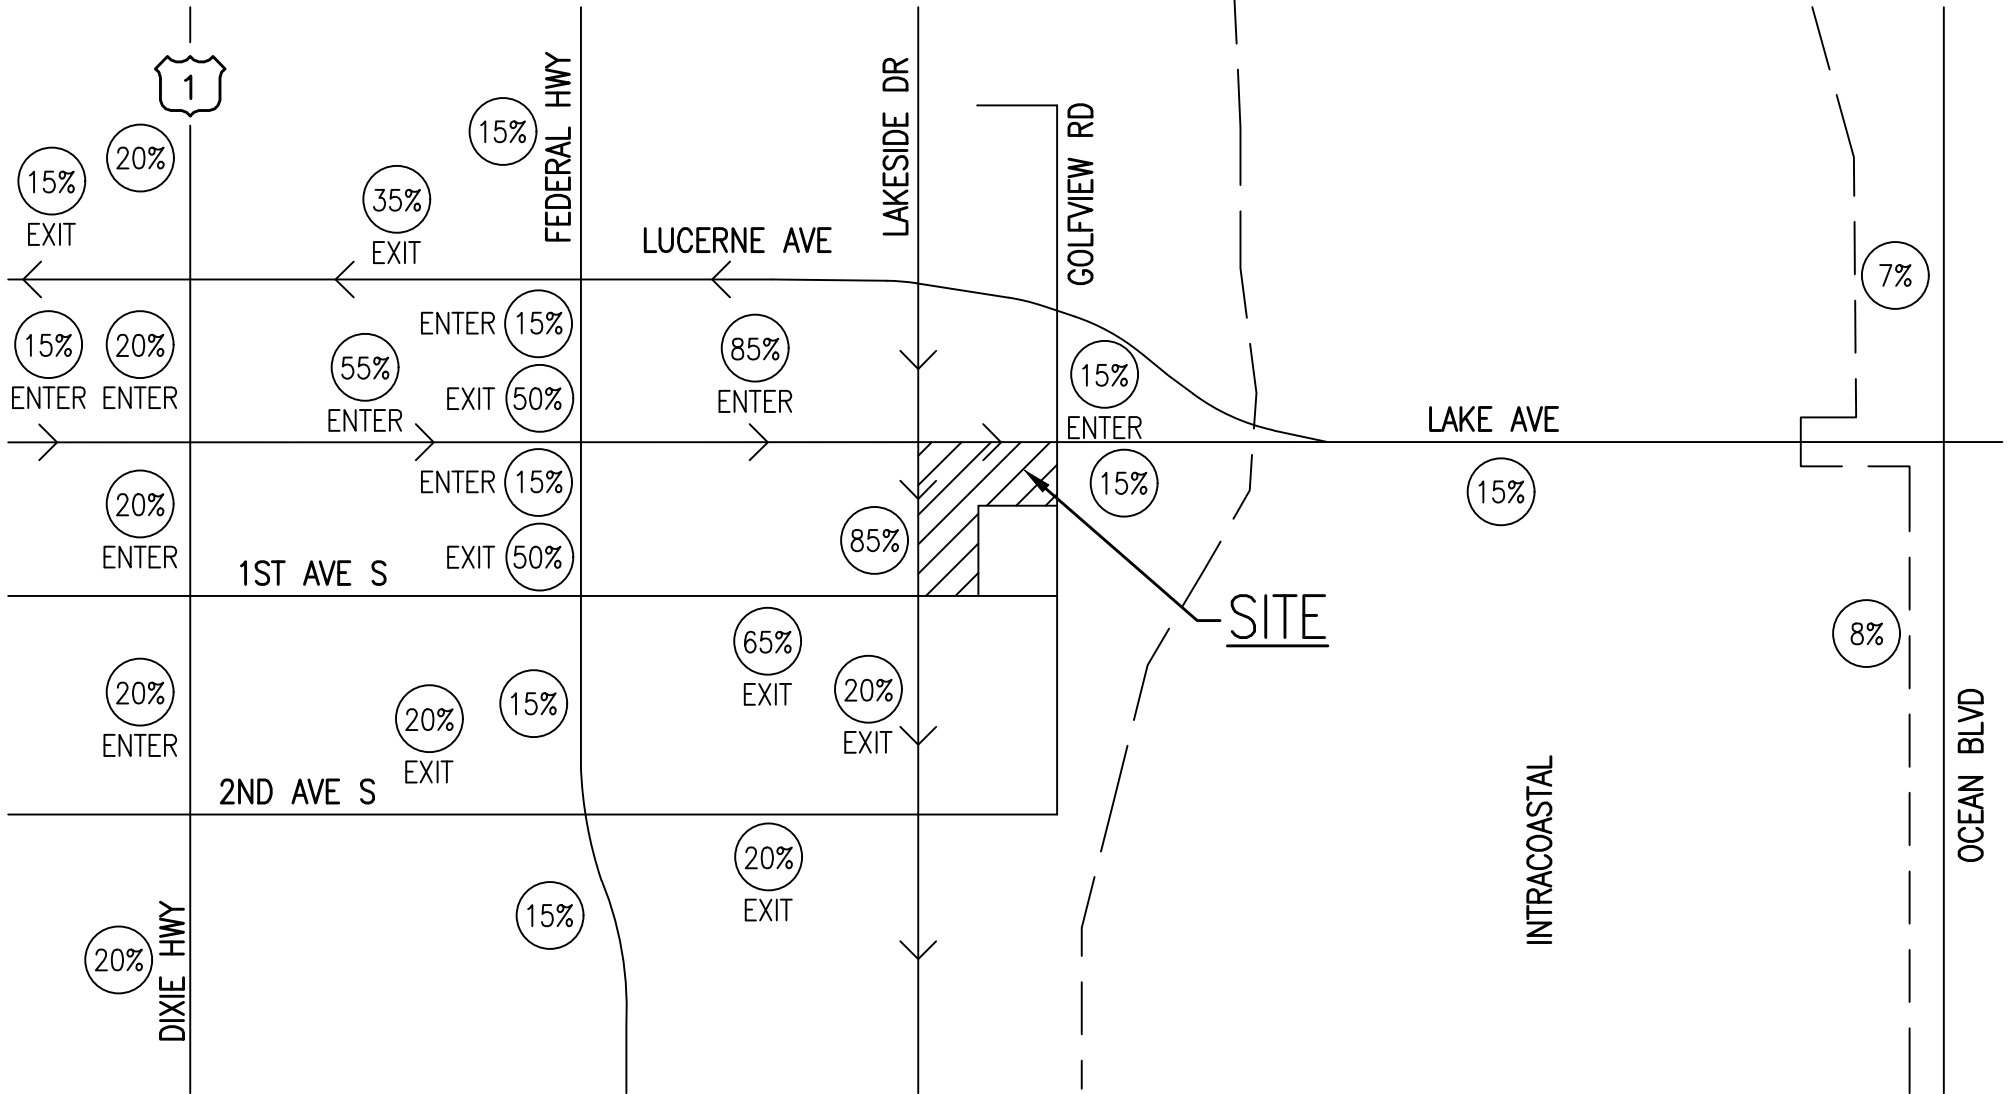 1
FEDERAL HWY
LAKESIDE DR
GOLFVIEW RD
15%
EXIT
20%
35%
EXIT
15%
LUCERNE AVE
7%
15%
ENTER
20%
ENTER
55%
ENTER
ENTER 15%
EXIT 50%
85%
ENTER
15%
ENTER
LAKE AVE
20%
ENTER
ENTER 15%
EXIT 50%
85%
15%
15%
1ST AVE S
SITE
8%
20%
ENTER
20%
EXIT
15%
65%
EXIT
20%
EXIT
2ND AVE S
20%
EXIT
15%
20%
DIXIE HWY
INTRACOASTAL
OCEAN BLVD